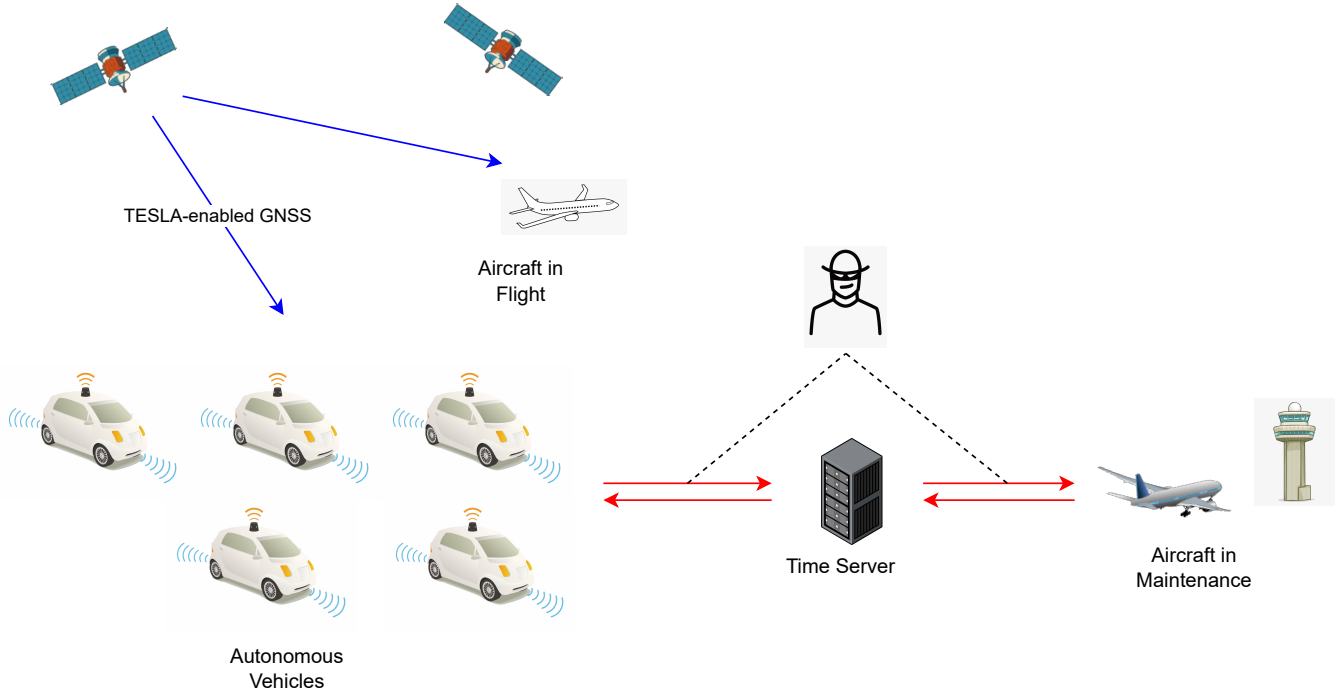 TESLA-enabled GNSS
Aircraft in
Flight
Time Server
Aircraft in
Maintenance
Autonomous
Vehicles